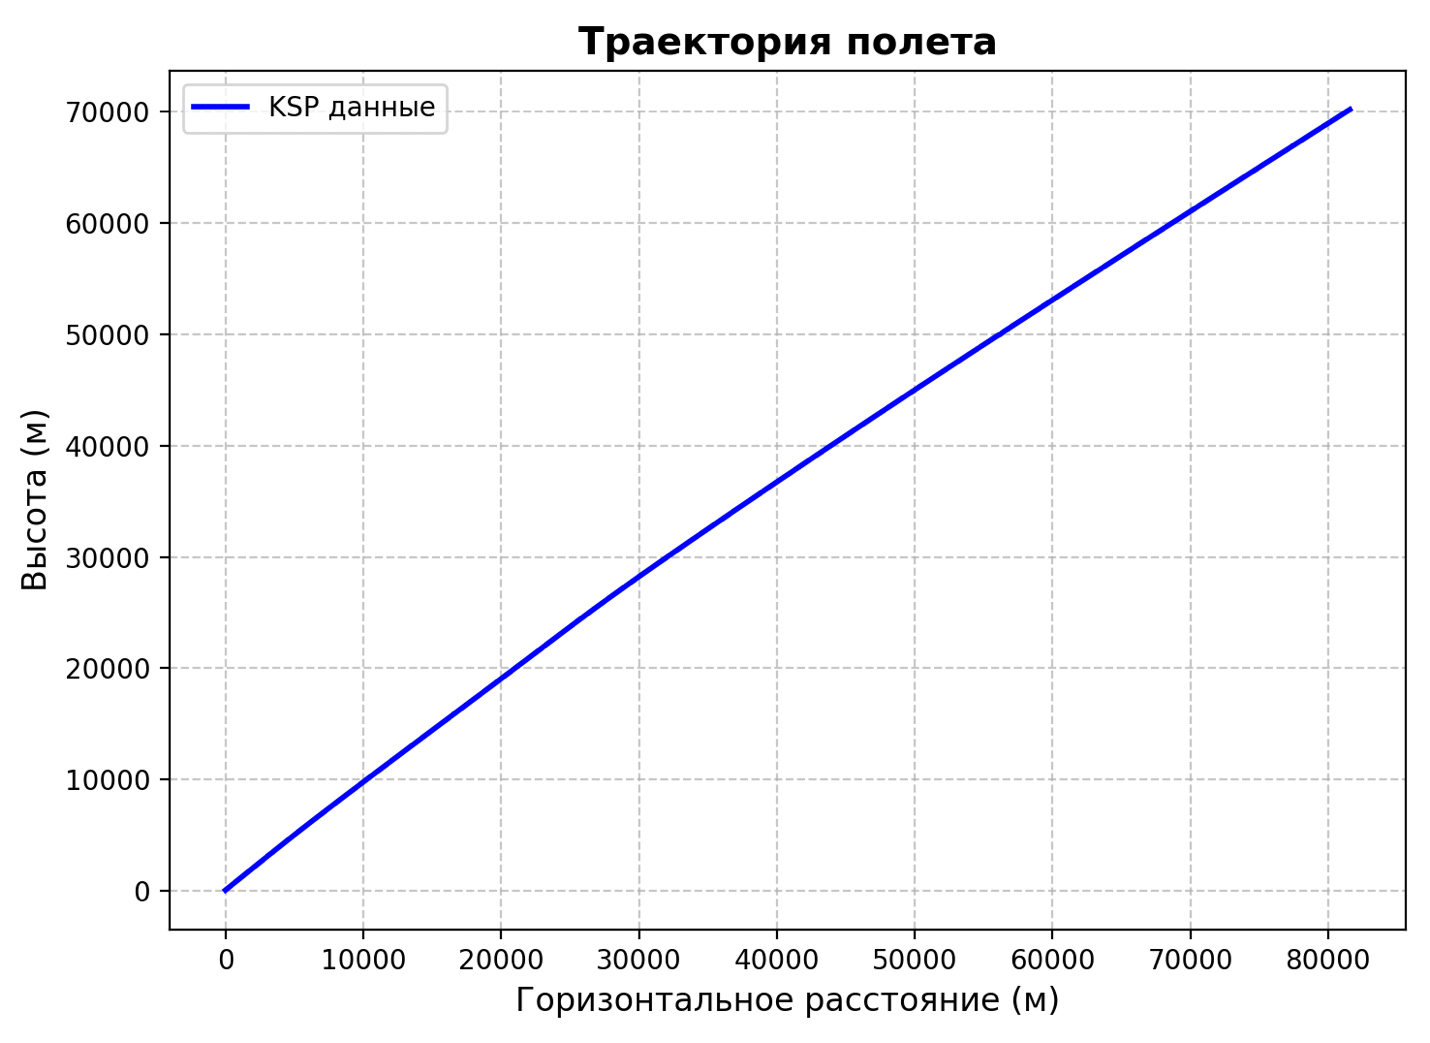 Траектория полета
KSP данные
70000
60000
50000
40000
30000
20000
10000
0
Высота (м)
0 10000 20000 30000 40000 50000 60000 70000 80000
Горизонтальное расстояние (м)